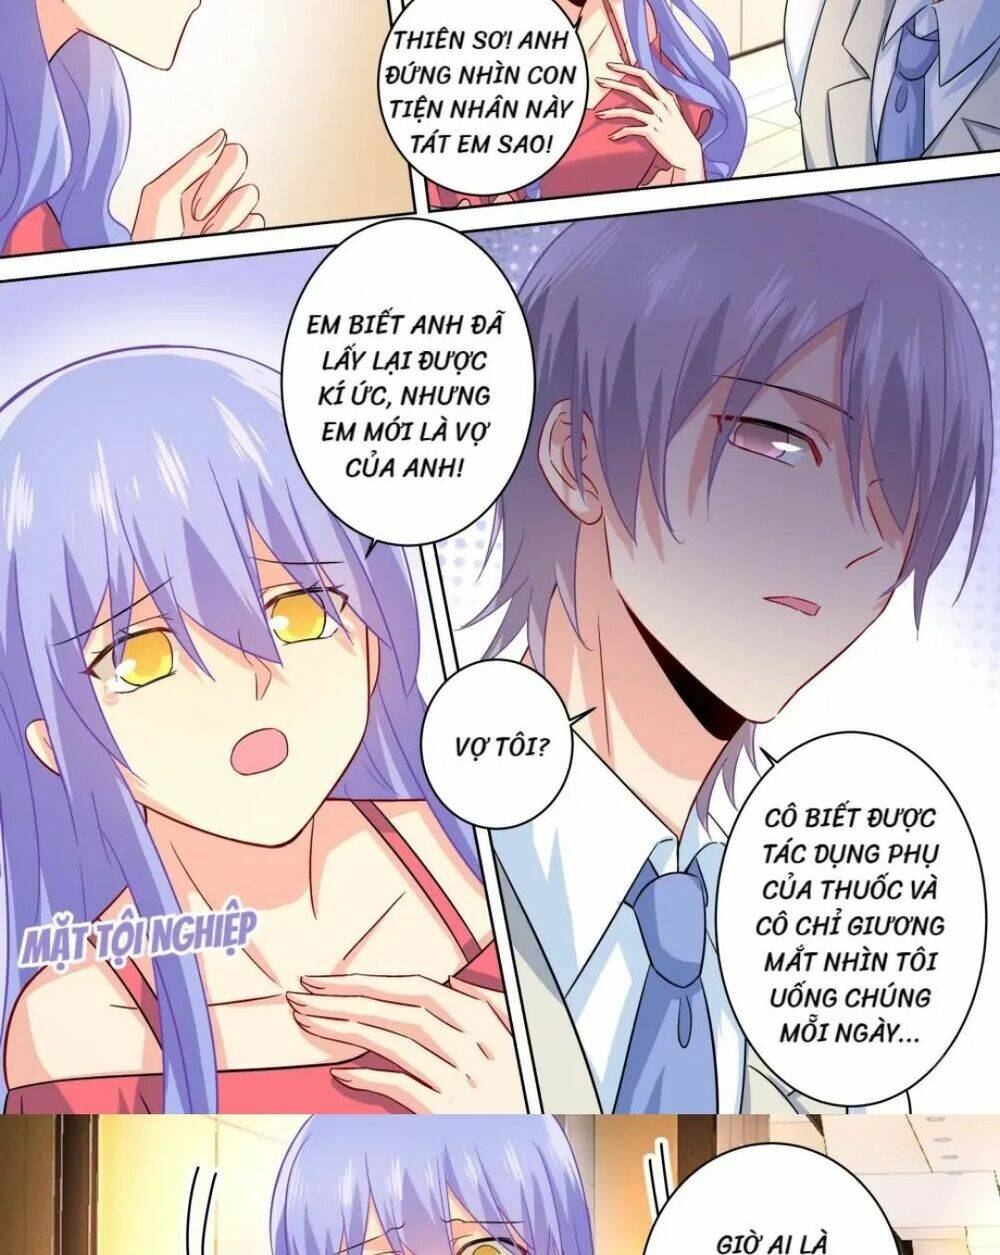 THIÊN SƠ! ANH
ĐỨNG NHÌN CON
TIỆN NHÂN NÀY
TÁT EM SAO!
EM BIẾT ANH ĐÃ
LẤY LẠI ĐƯỢC
KÍ ỨC, NHƯNG
EM MỚI LÀ VỢ
CỦA ANH!
VỢ TÔI?
CÔ BIẾT ĐƯỢC
TÁC DỤNG PHỤ
CỦA THUỐC VÀ
CÔ CHỈ GIƯƠNG
MẮT NHÌN TÔI
UỐNG CHÚNG
MỖI NGÀY...
MẶT TỘI NGHIỆP
GIỜ AI LÀ